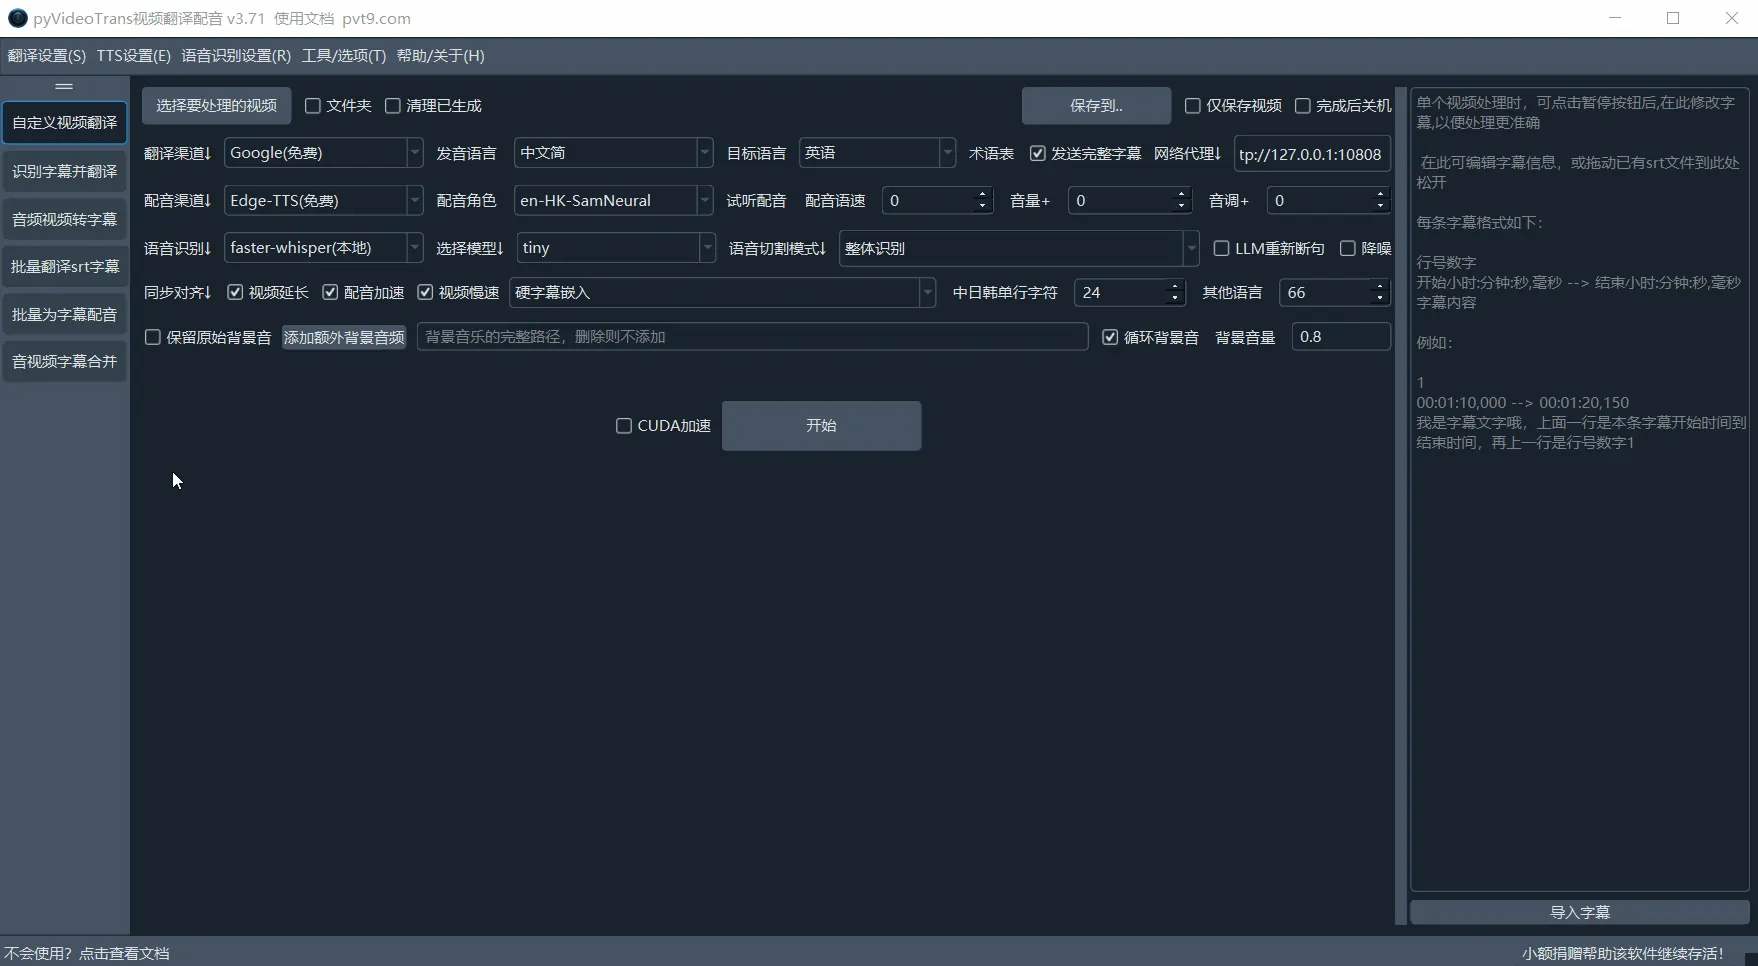 pyVideoTrans视频翻译配音 v3.71 使用文档 pvt9.com
翻译设置(S) TTS设置(E) 语音识别设置(R) 工具/选项(T) 帮助/关于(H)
自定义视频翻译
识别字幕并翻译
音频视频转字幕
批量翻译srt字幕
批量为字幕配音
音视频字幕合并
选择要处理的视频 文件夹 清理已生成 保存到.. 仅保存视频 完成后关机
翻译渠道↓ Google(免费) 发音语言 中文简 目标语言 英语 术语表 发送完整字幕 网络代理↓ tp://127.0.0.1:10808
配音渠道↓ Edge-TTS(免费) 配音角色 en-HK-SamNeural 试听配音 配音语速 0 音量+ 0 音调+ 0
语音识别↓ faster-whisper(本地) 选择模型↓ tiny 语音切割模式↓ 整体识别 LLM重新断句 降噪
同步对齐↓ 视频延长 配音加速 视频慢速 硬字幕嵌入 中日韩单行字符 24 其他语言 66
保留原始背景音 添加额外背景音频 背景音乐的完整路径，删除则不添加 循环背景音 背景音量 0.8
CUDA加速 开始
单个视频处理时，可点击暂停按钮后,在此修改字
幕,以便处理更准确
在此可编辑字幕信息，或拖动已有srt文件到此处
松开
每条字幕格式如下：
行号数字
开始小时:分钟:秒,毫秒 --> 结束小时:分钟:秒,毫秒
字幕内容
例如：
1
00:01:10,000 --> 00:01:20,150
我是字幕文字哦，上面一行是本条字幕开始时间到
结束时间，再上一行是行号数字1
导入字幕
不会使用？点击查看文档
小额捐赠帮助该软件继续存活！